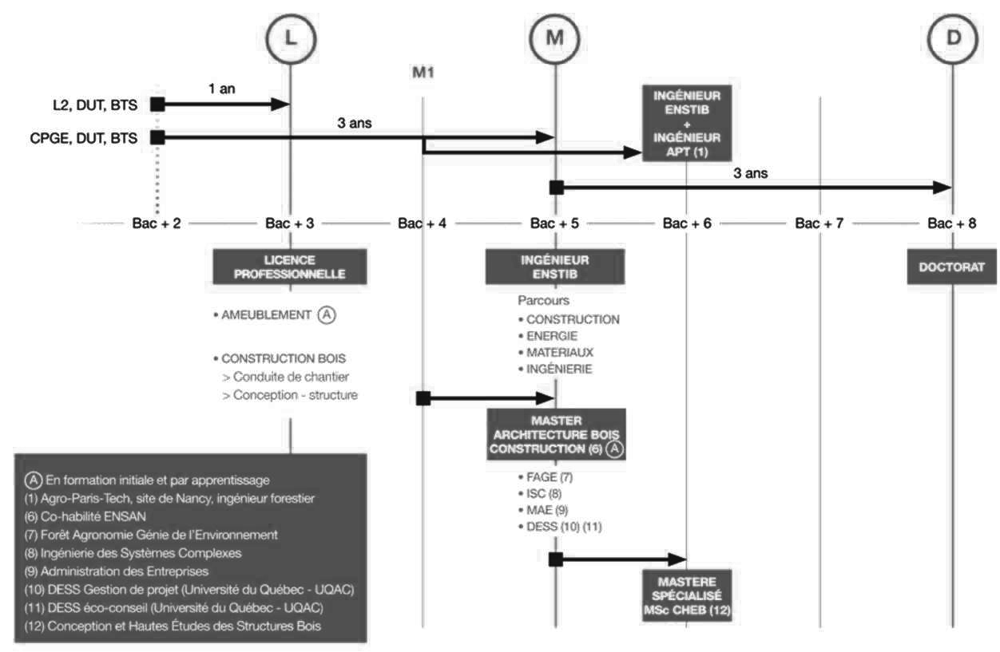 L
M
D
M1
1 an
L2, DUT, BTS
3 ans
CPGE, DUT, BTS
INGÉNIEUR
ENSTIB
+
INGÉNIEUR
APT (1)
3 ans
Bac + 2
Bac + 3
Bac + 4
Bac + 5
Bac + 6
Bac + 7
Bac + 8
LICENCE
PROFESSIONNELLE
• AMEUBLEMENT (A)
• CONSTRUCTION BOIS
> Conduite de chantier
> Conception - structure
INGÉNIEUR
ENSTIB
Parcours
• CONSTRUCTION
• ENERGIE
• MATERIAUX
• INGÉNIERIE
MASTER
ARCHITECTURE BOIS
CONSTRUCTION (6) (A)
• FAGE (7)
• ISC (8)
• MAE (9)
• DESS (10) (11)
MASTERE
SPÉCIALISÉ
MSc CHEB (12)
DOCTORAT
(A) En formation initiale et par apprentissage
(1) Agro-Paris-Tech, site de Nancy, ingénieur forestier
(6) Co-habilité ENSAN
(7) Forêt Agronomie Génie de l'Environnement
(8) Ingénierie des Systèmes Complexes
(9) Administration des Entreprises
(10) DESS Gestion de projet (Université du Québec - UQAC)
(11) DESS éco-conseil (Université du Québec - UQAC)
(12) Conception et Hautes Études des Structures Bois